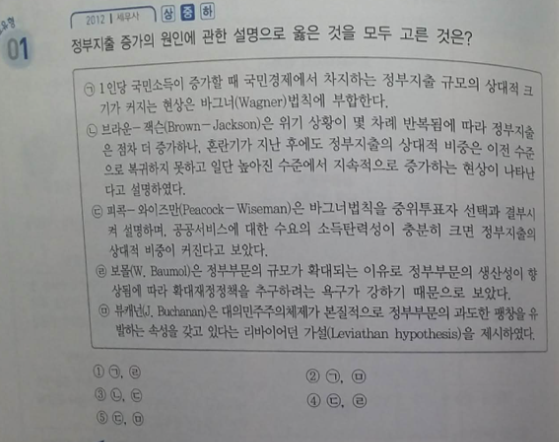 유형
01
2012 | 세무사
상 중 하
정부지출 증가의 원인에 관한 설명으로 옳은 것을 모두 고른 것은?
㉠ 1인당 국민소득이 증가할 때 국민경제에서 차지하는 정부지출 규모의 상대적 크
기가 커지는 현상은 바그너(Wagner)법칙에 부합한다.
㉡ 브라운-잭슨(Brown-Jackson)은 위기 상황이 몇 차례 반복됨에 따라 정부지출
은 점차 더 증가하나, 혼란기가 지난 후에도 정부지출의 상대적 비중은 이전 수준
으로 복귀하지 못하고 일단 높아진 수준에서 지속적으로 증가하는 현상이 나타난
다고 설명하였다.
㉢ 피콕-와이즈만(Peacock-Wiseman)은 바그너법칙을 중위투표자 선택과 결부시
켜 설명하며, 공공서비스에 대한 수요의 소득탄력성이 충분히 크면 정부지출의
상대적 비중이 커진다고 보았다.
㉣ 보몰(W. Baumol)은 정부부문의 규모가 확대되는 이유로 정부부문의 생산성이 향
상됨에 따라 확대재정정책을 추구하려는 욕구가 강하기 때문으로 보았다.
㉤ 뷰캐넌(J. Buchanan)은 대의민주주의체제가 본질적으로 정부부문의 과도한 팽창을 유
발하는 속성을 갖고 있다는 리바이어던 가설(Leviathan hypothesis)을 제시하였다.
① ㉠, ㉣
② ㉠, ㉤
③ ㉡, ㉢
④ ㉢, ㉣
⑤ ㉢, ㉤